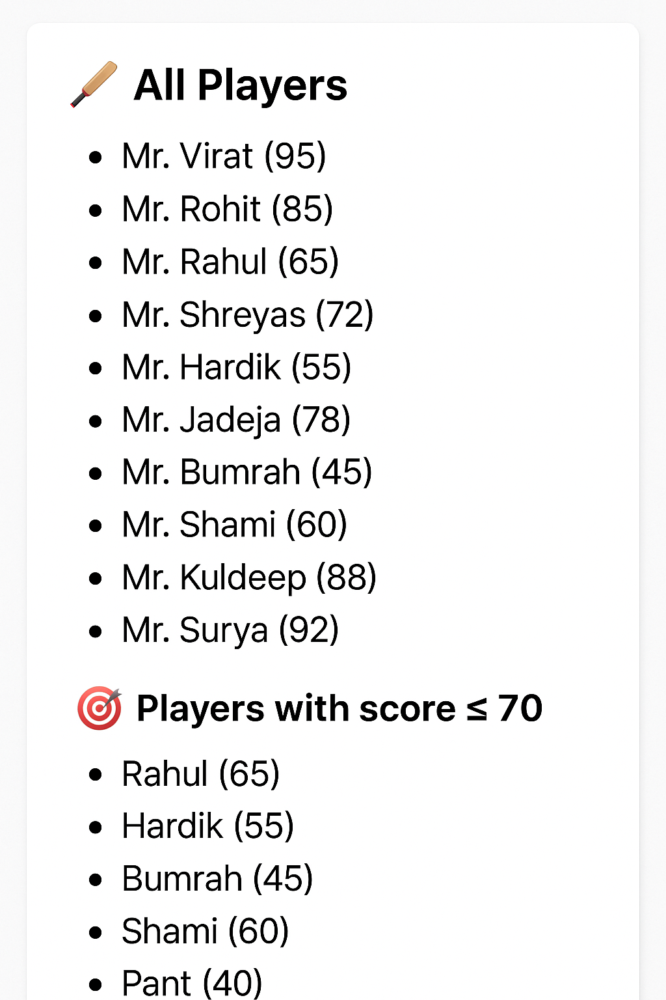 All Players
• Mr. Virat (95)
• Mr. Rohit (85)
• Mr. Rahul (65)
• Mr. Shreyas (72)
• Mr. Hardik (55)
• Mr. Jadeja (78)
• Mr. Bumrah (45)
• Mr. Shami (60)
• Mr. Kuldeep (88)
• Mr. Surya (92)
Players with score ≤ 70
• Rahul (65)
• Hardik (55)
• Bumrah (45)
• Shami (60)
• Pant (40)